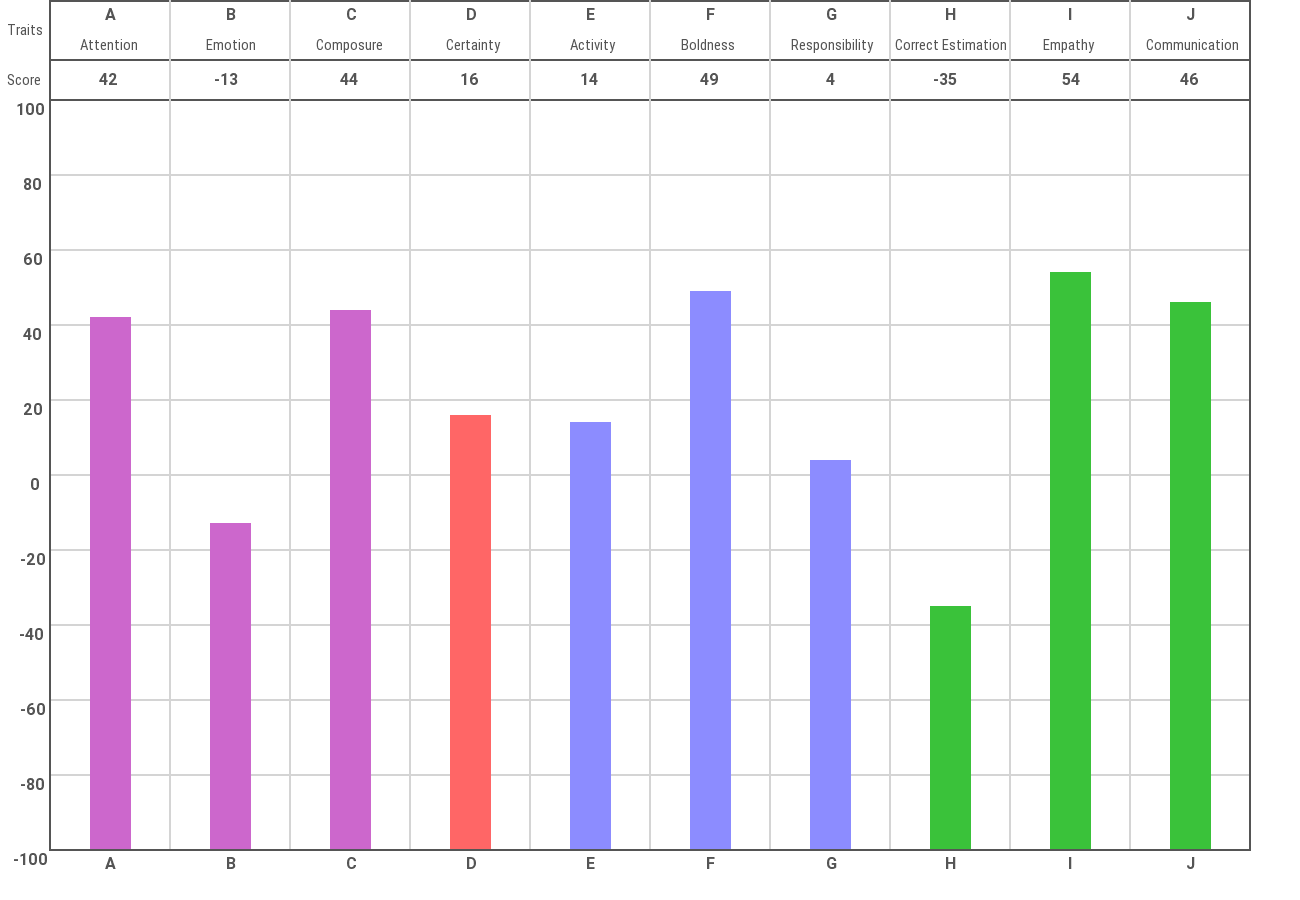 A B C D E F G H I J
Traits
Attention Emotion Composure Certainty Activity Boldness Responsibility Correct Estimation Empathy Communication
Score 42 -13 44 16 14 49 4 -35 54 46
100
80
60
40
20
0
-20
-40
-60
-80
-100
A B C D E F G H I J